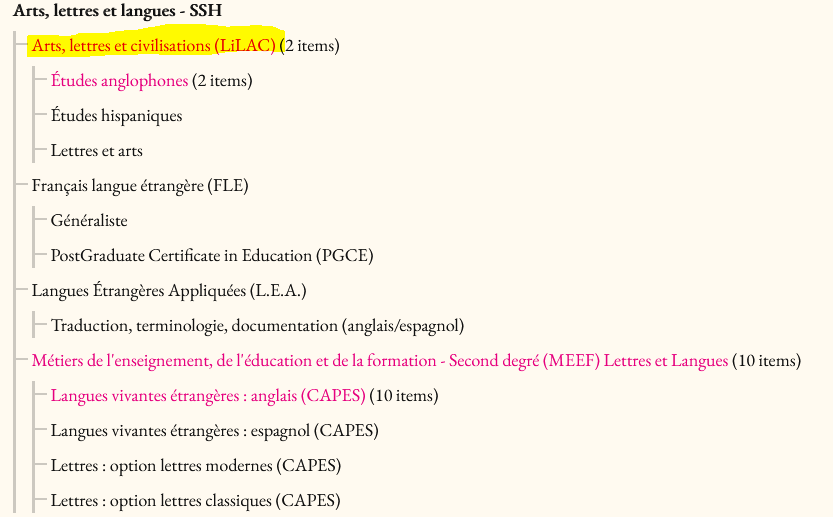 Arts, lettres et langues - SSH
Arts, lettres et civilisations (LiLAC) (2 items)
Études anglophones (2 items)
Études hispaniques
Lettres et arts
Français langue étrangère (FLE)
Généraliste
PostGraduate Certificate in Education (PGCE)
Langues Étrangères Appliquées (L.E.A.)
Traduction, terminologie, documentation (anglais/espagnol)
Métiers de l'enseignement, de l'éducation et de la formation - Second degré (MEEF) Lettres et Langues (10 items)
Langues vivantes étrangères : anglais (CAPES) (10 items)
Langues vivantes étrangères : espagnol (CAPES)
Lettres : option lettres modernes (CAPES)
Lettres : option lettres classiques (CAPES)